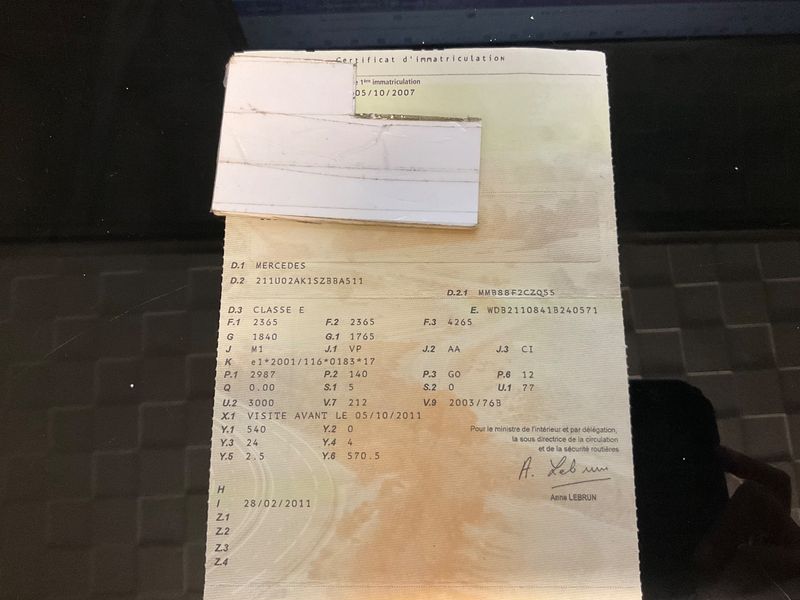 Certificat d'immatriculation
1ère immatriculation
05/10/2007
D.1 MERCEDES
D.2 211U02AK1SZBBA511
D.2.1 MMB88F2CZQ55
D.3 CLASSE E E. WDB2110841B240571
F.1 2365 F.2 2365 F.3 4265
G 1840 G.1 1765
J M1 J.1 VP J.2 AA J.3 CI
K e1*2001/116*0183*17
P.1 2987 P.2 140 P.3 GO P.6 12
Q 0.00 S.1 5 S.2 0 U.1 77
U.2 3000 V.7 212 V.9 2003/76B
X.1 VISITE AVANT LE 05/10/2011
Y.1 540 Y.2 0
Y.3 24 Y.4 4
Y.5 2.5 Y.6 570.5
Pour le ministre de l'intérieur et par délégation,
la sous directrice de la circulation
et de la sécurité routières
A. Lebrun
Anne LEBRUN
H
I 28/02/2011
Z.1
Z.2
Z.3
Z.4